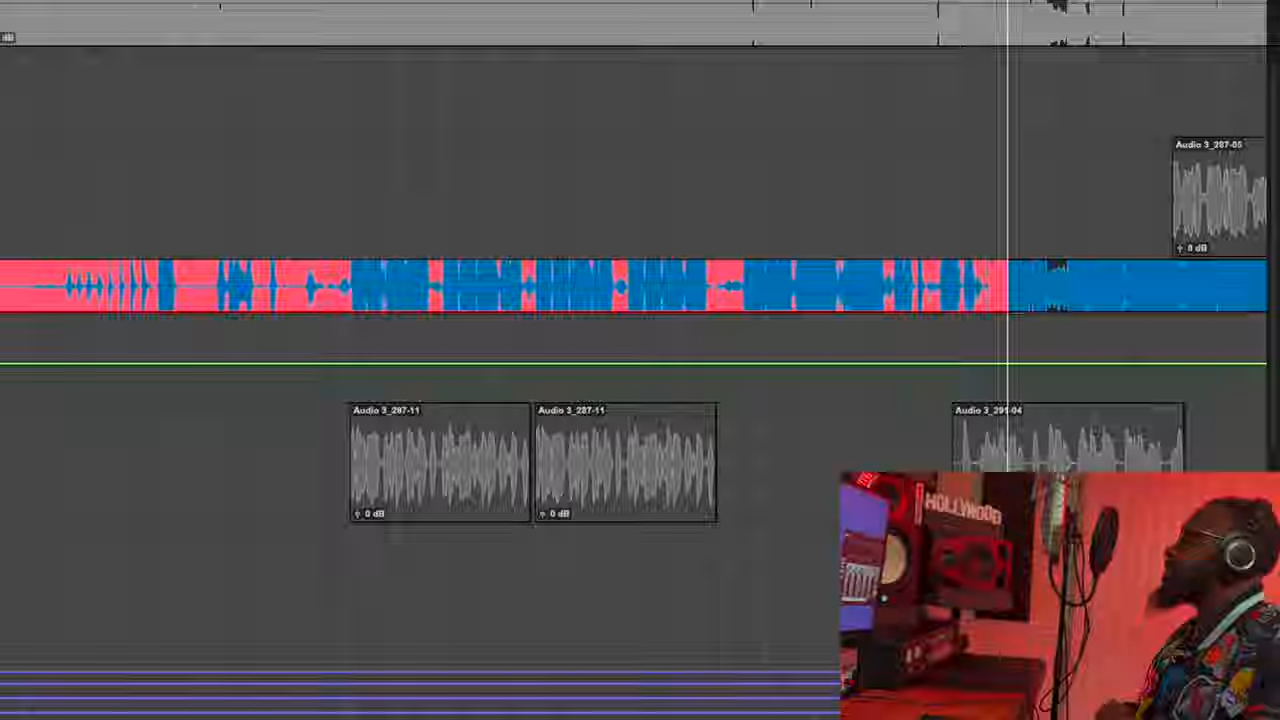 dB
Audio 3_287-05
0 dB
Audio 3_287-11
Audio 3_287-11
Audio 3_291-04
0 dB
0 dB
HOLLYWOOD